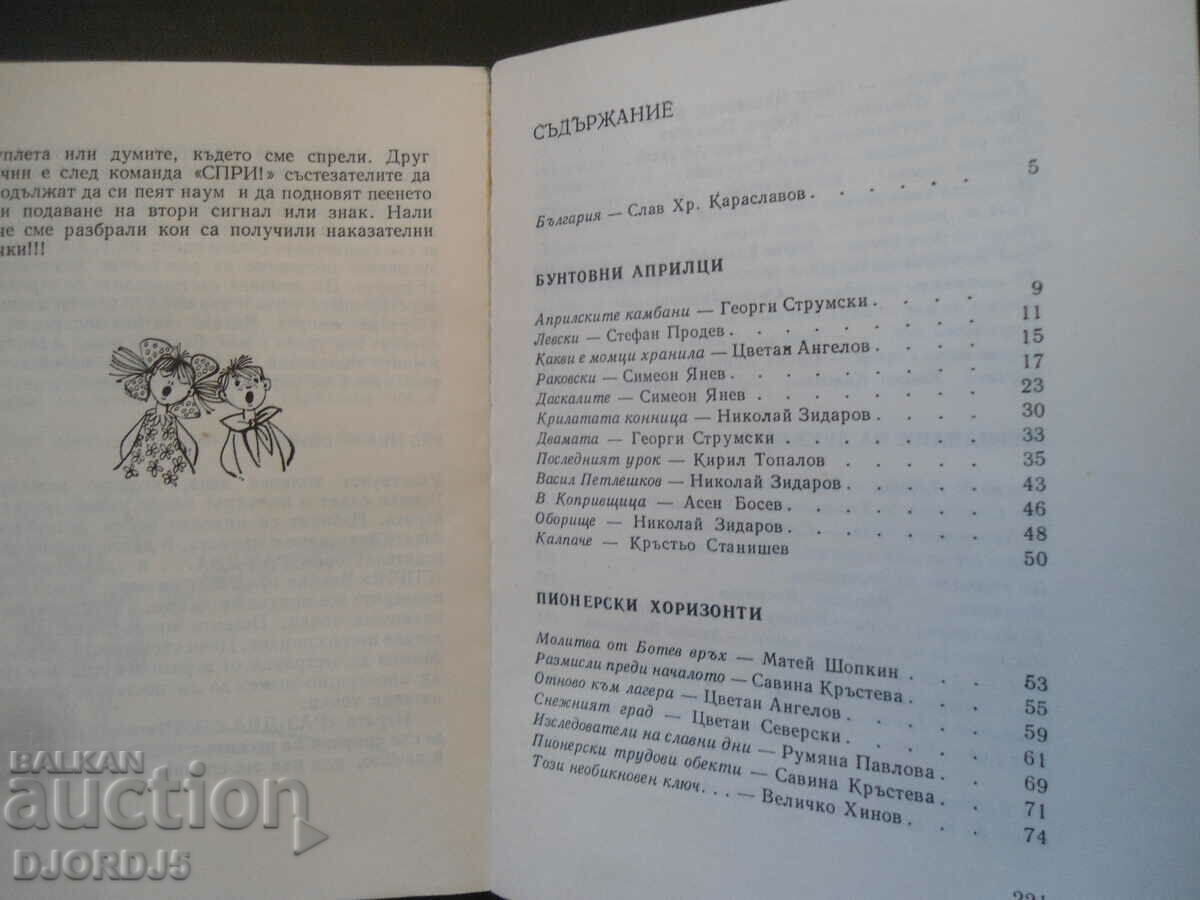 уплета или думите, където сме спрели. Друг
чин е след команда «СПРИ!» състезателите да
одължат да си пеят наум и да подновят пеенето
и подаване на втори сигнал или знак. Нали
че сме разбрали кои са получили наказателни
чки!!!
СЪДЪРЖАНИЕ
България — Слав Хр. Караславов . . . . . 5
БУНТОВНИ АПРИЛЦИ
Априлските камбани — Георги Струмски . . . . 9
Левски — Стефан Продев . . . . . . 11
Какви е момци хранила — Цветан Ангелов . . . . 15
Раковски — Симеон Янев . . . . . . 17
Даскалите — Симеон Янев . . . . . . 23
Крилатата конница — Николай Зидаров . . . . 30
Двамата — Георги Струмски . . . . . 33
Последният урок — Кирил Топалов . . . . 35
Васил Петлешков — Николай Зидаров . . . . 43
В Копривщица — Асен Босев . . . . . 46
Оборище — Николай Зидаров . . . . . 48
Калпаче — Кръстьо Станишев 50
ПИОНЕРСКИ ХОРИЗОНТИ
Молитва от Ботев връх — Матей Шопкин . . . 53
Размисли преди началото — Савина Кръстева . . . 55
Отново към лагера — Цветан Ангелов . . . . 59
Снежният град — Цветан Северски . . . . 61
Изследователи на славни дни — Румяна Павлова . . 69
Пионерски трудови обекти — Савина Кръстева . . 71
Този необикновен ключ. . . — Величко Хинов . . . 74
221
BALKAN
auction
DJORDJ5